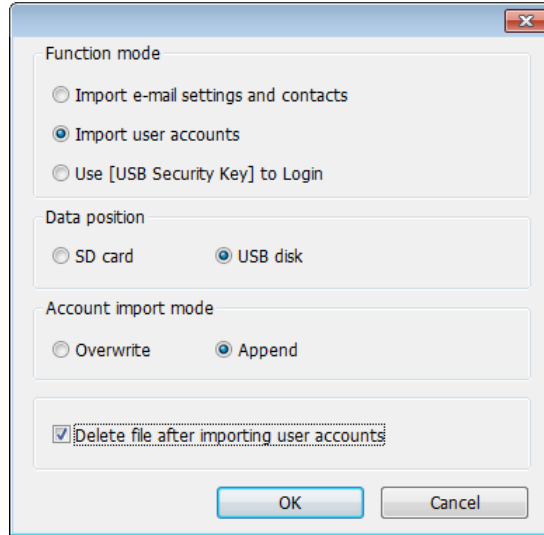 Function mode
Import e-mail settings and contacts
Import user accounts
Use [USB Security Key] to Login
Data position
SD card USB disk
Account import mode
Overwrite Append
Delete file after importing user accounts
OK Cancel